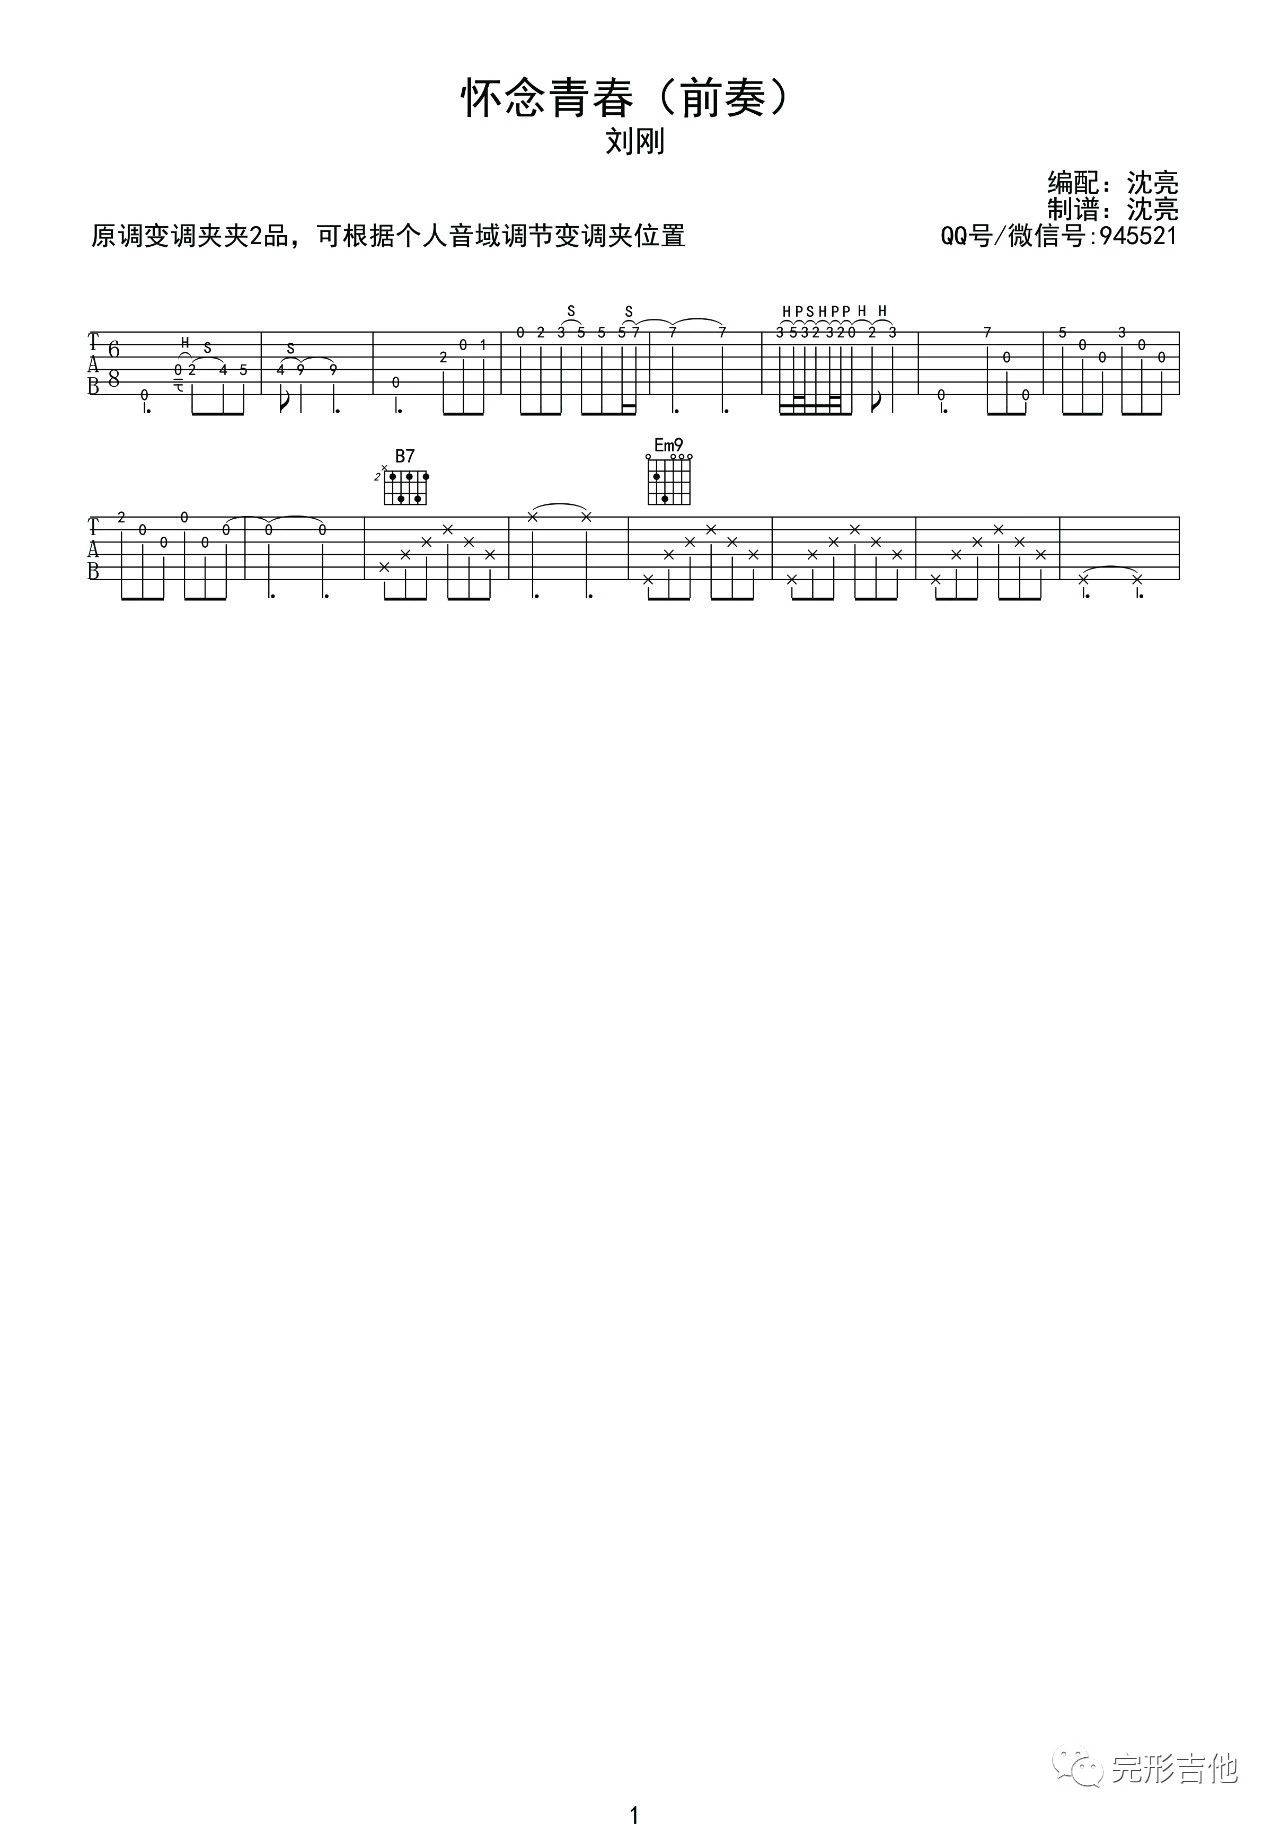 怀念青春（前奏）
刘刚
编配：沈亮
制谱：沈亮
原调变调夹夹2品，可根据个人音域调节变调夹位置
QQ号/微信号:945521
S S HPSHPPHH
H S S
T A B 6 8 0 0 2 4 5 4 9 9 0 2 0 1 0 2 3 5 5 5 7 7 7 3 5 3 2 3 2 0 2 3 0 7 0 0 5 0 0 3 0 0
B7 Em9
× 2
T A B 2 0 0 0 0 0 0 0 × × × × × × × × × × × × × × × × × × × × × × × × × × × ×
完形吉他
1